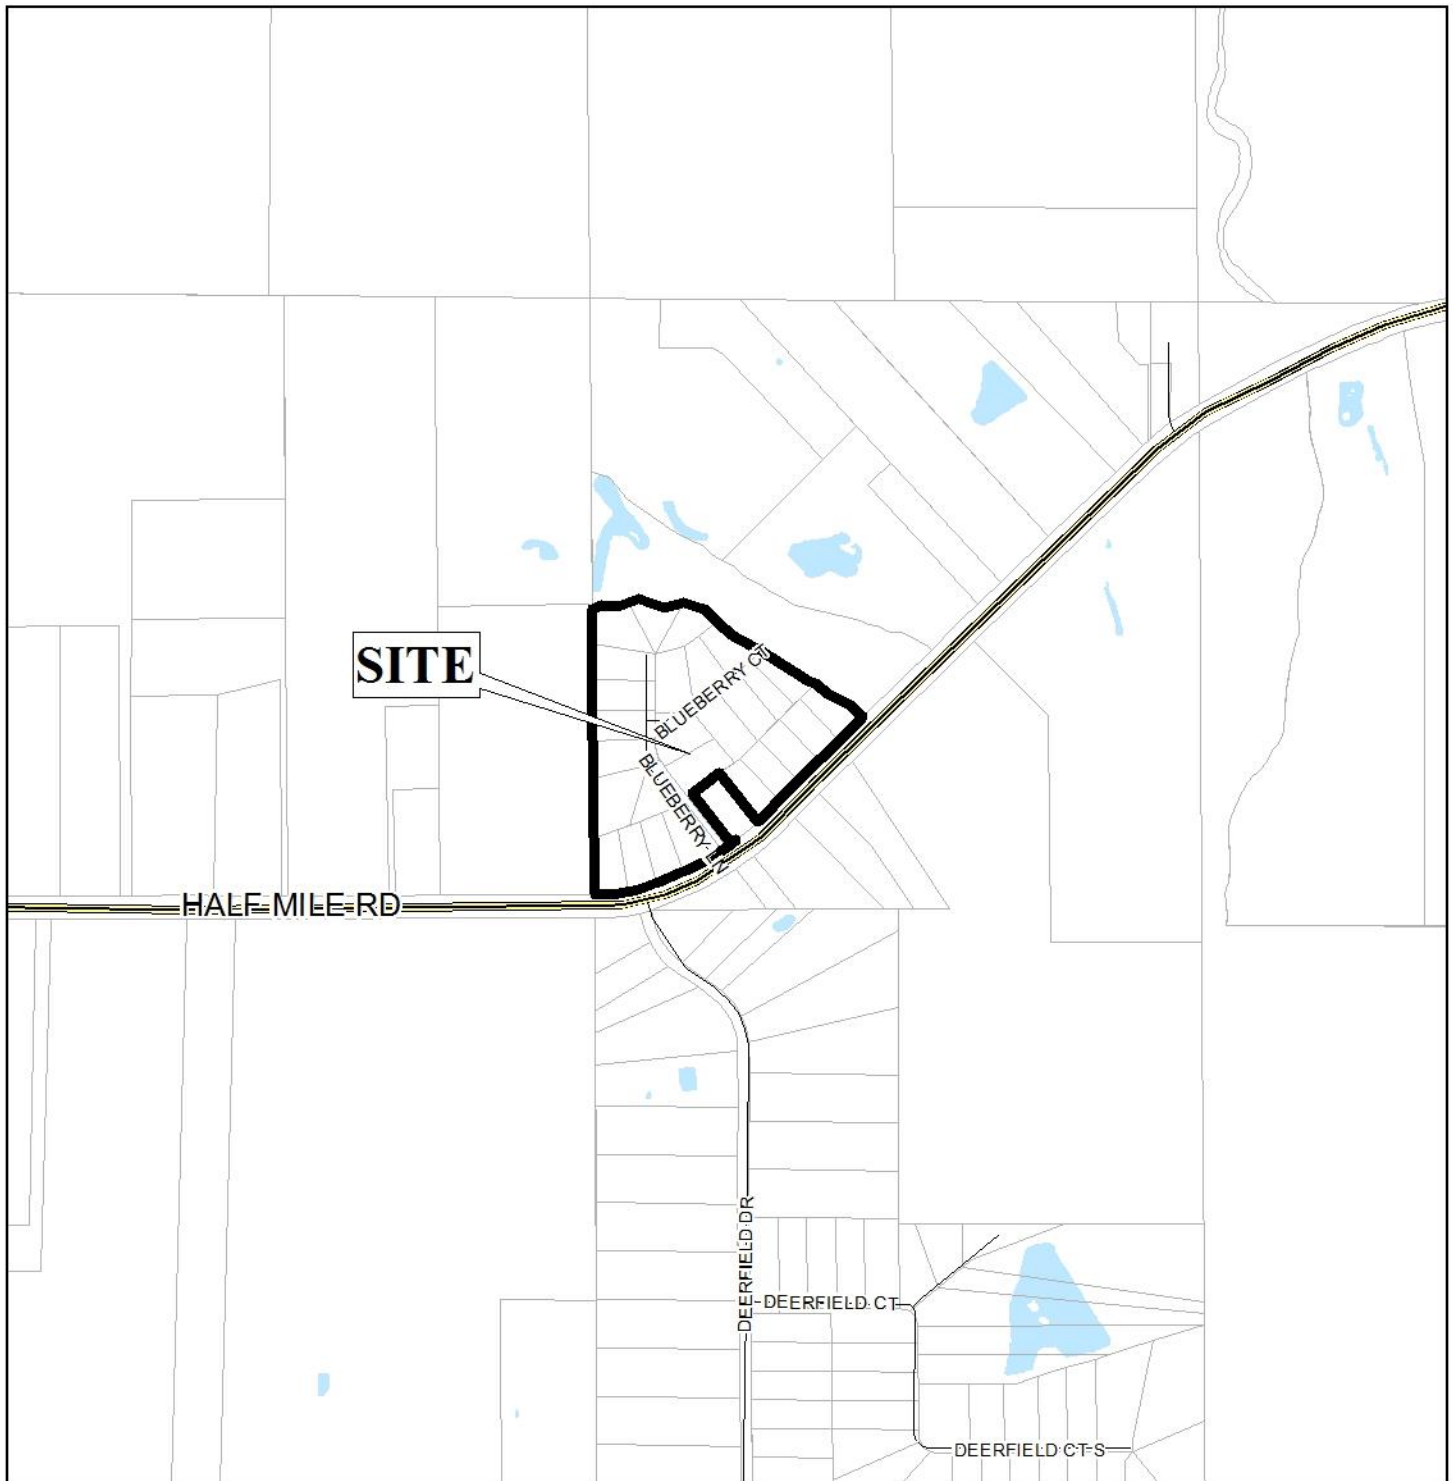 SITE
BLUEBERRY CT
BLUEBERRY LN
HALF MILE RD
DEERFIELD DR
DEERFIELD CT
DEERFIELD CT S